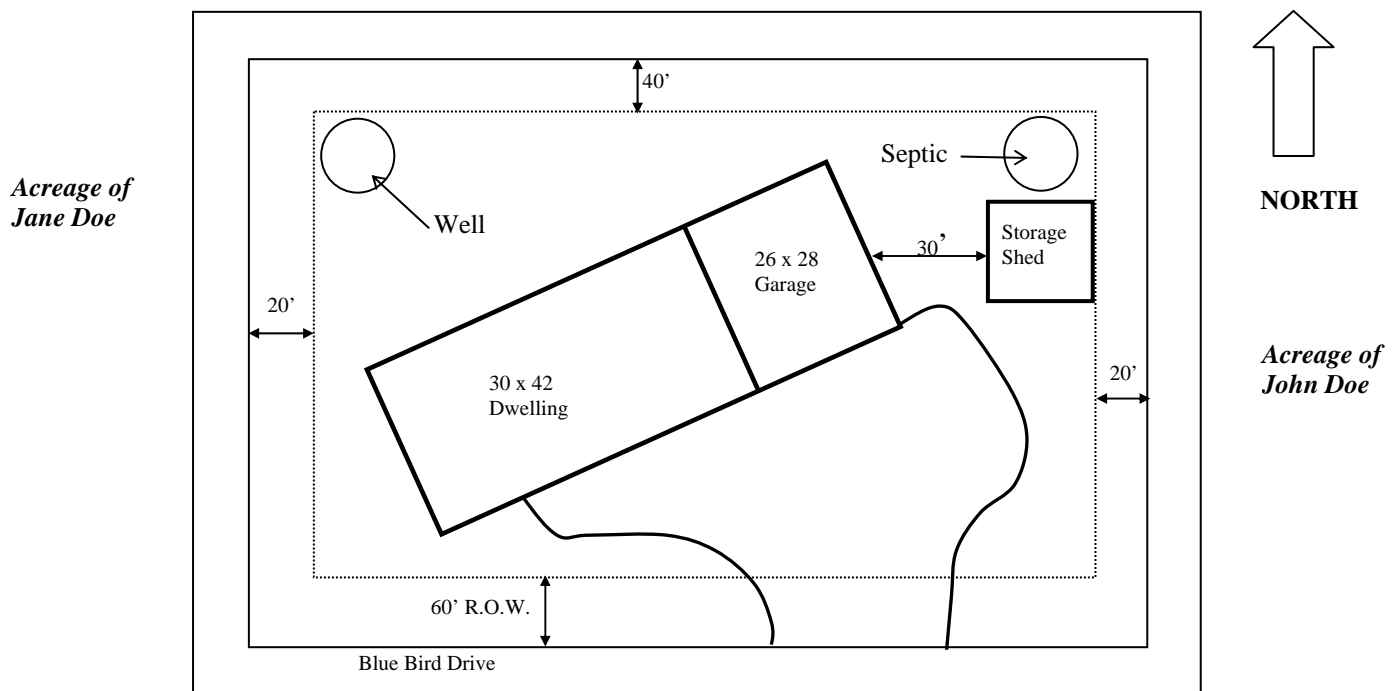 40’
Septic
Acreage of
Jane Doe
NORTH
Well
Storage
Shed
30’
26 x 28
Garage
20’
Acreage of
John Doe
20’
30 x 42
Dwelling
60’ R.O.W.
Blue Bird Drive